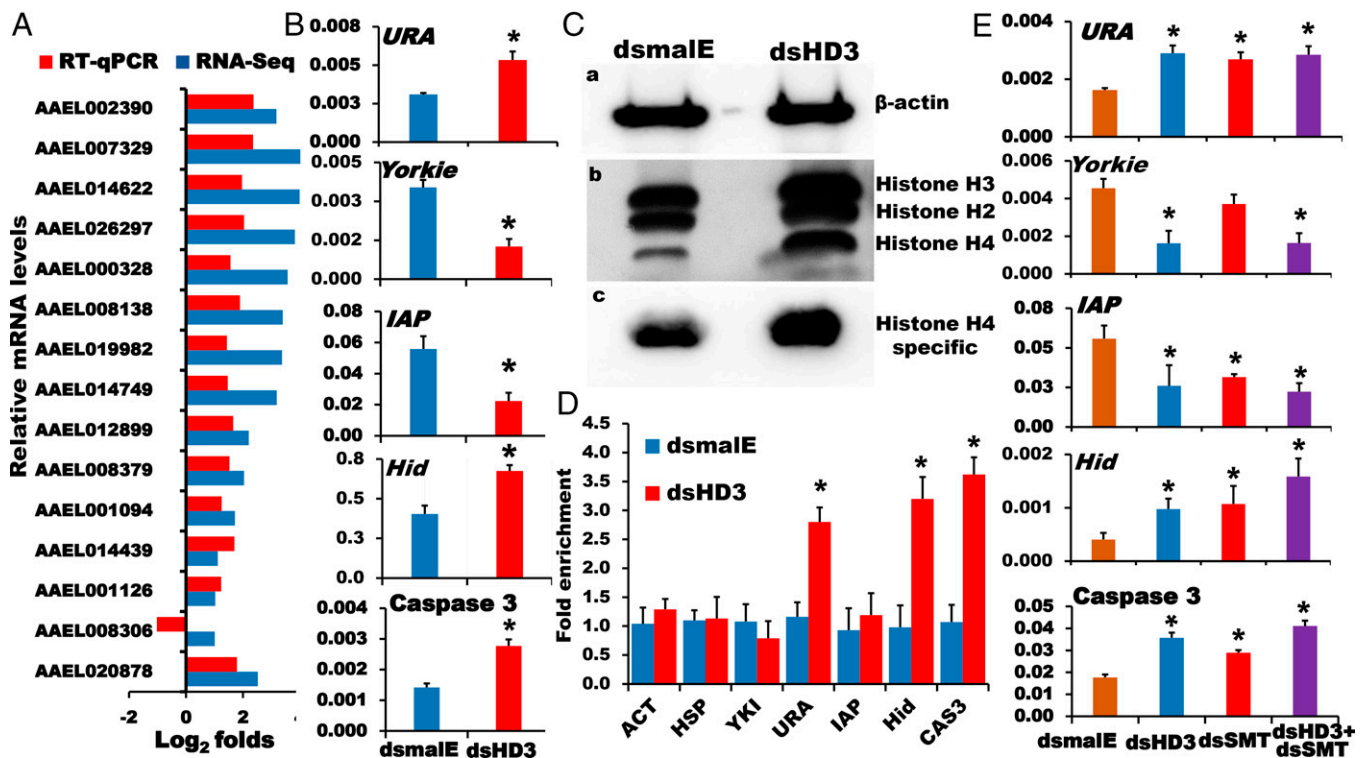 A
RT-qPCR RNA-Seq
Relative mRNA levels
AAEL002390
AAEL007329
AAEL014622
AAEL026297
AAEL000328
AAEL008138
AAEL019982
AAEL014749
AAEL012899
AAEL008379
AAEL001094
AAEL014439
AAEL001126
AAEL008306
AAEL020878
-2 0 2
Log2 folds
B
URA
0.008
0.005
0.003
0.000
*
Yorkie
0.005
0.003
0.002
0.000
*
IAP
0.08
0.06
0.04
0.02
0.00
*
Hid
0.8
0.5
0.3
0.0
*
Caspase 3
0.004
0.003
0.002
0.001
0.000
*
dsmalE dsHD3
C
dsmalE dsHD3
a
β-actin
b
Histone H3
Histone H2
Histone H4
c
Histone H4
specific
D
Fold enrichment
4.5
4.0
3.5
3.0
2.5
2.0
1.5
1.0
0.5
0.0
dsmalE
dsHD3
* * *
ACT HSP YKI URA IAP Hid CAS3
E
URA
0.004
0.002
0.000
* * *
Yorkie
0.006
0.004
0.002
0.000
* *
IAP
0.08
0.05
0.03
0.00
* * *
Hid
0.002
0.001
0.001
0.000
* * *
Caspase 3
0.05
0.04
0.03
0.02
0.01
0.00
* * *
dsmalE dsHD3 dsSMT dsHD3+
dsSMT